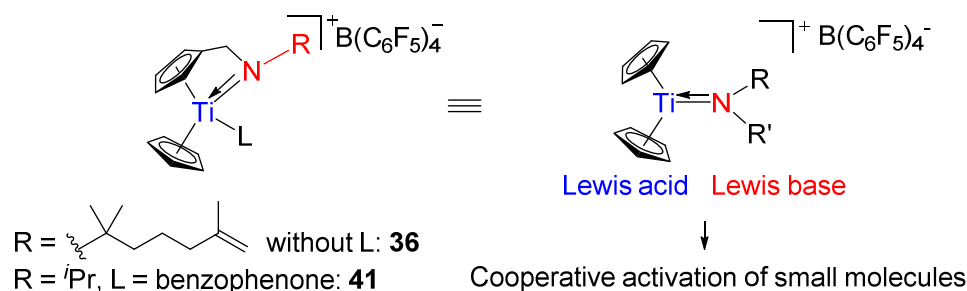 R
+
B(C₆F₅)₄⁻
N
Ti
L
≡
+ B(C₆F₅)₄⁻
Ti
N
R
R'
Lewis acid Lewis base
R = without L: 36
R = ⁱPr, L = benzophenone: 41
Cooperative activation of small molecules